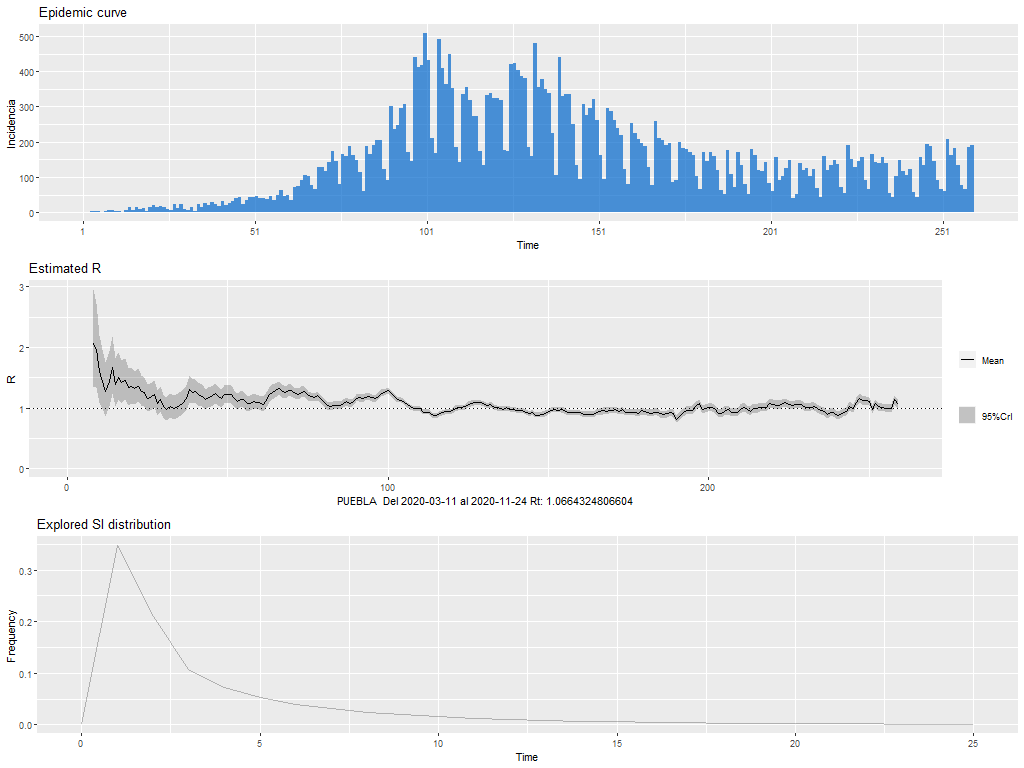 Epidemic curve
500
400
300
200
100
0
Incidencia
1
51
101
151
201
251
Time
Estimated R
3
2
1
0
R
Mean
95%CrI
0
100
200
PUEBLA Del 2020-03-11 al 2020-11-24 Rt: 1.0664324806604
Explored SI distribution
0.3
0.2
0.1
0.0
Frequency
0
5
10
15
20
25
Time